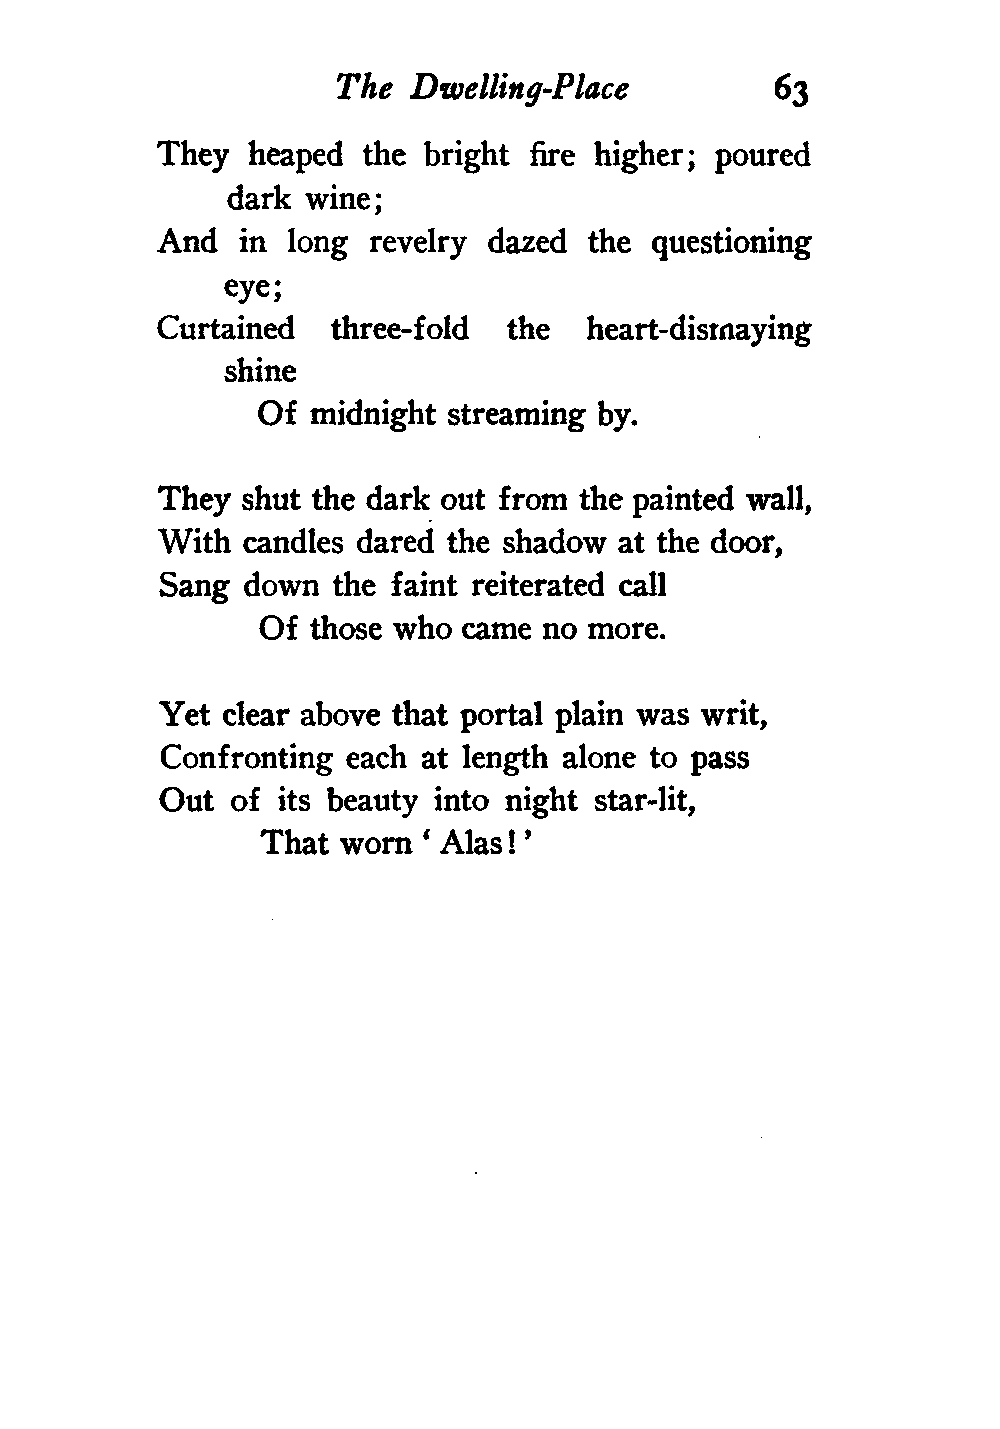 The Dwelling-Place 63
They heaped the bright fire higher; poured
dark wine;
And in long revelry dazed the questioning
eye;
Curtained three-fold the heart-dismaying
shine
Of midnight streaming by.
They shut the dark out from the painted wall,
With candles dared the shadow at the door,
Sang down the faint reiterated call
Of those who came no more.
Yet clear above that portal plain was writ,
Confronting each at length alone to pass
Out of its beauty into night star-lit,
That worn ‘ Alas! ’